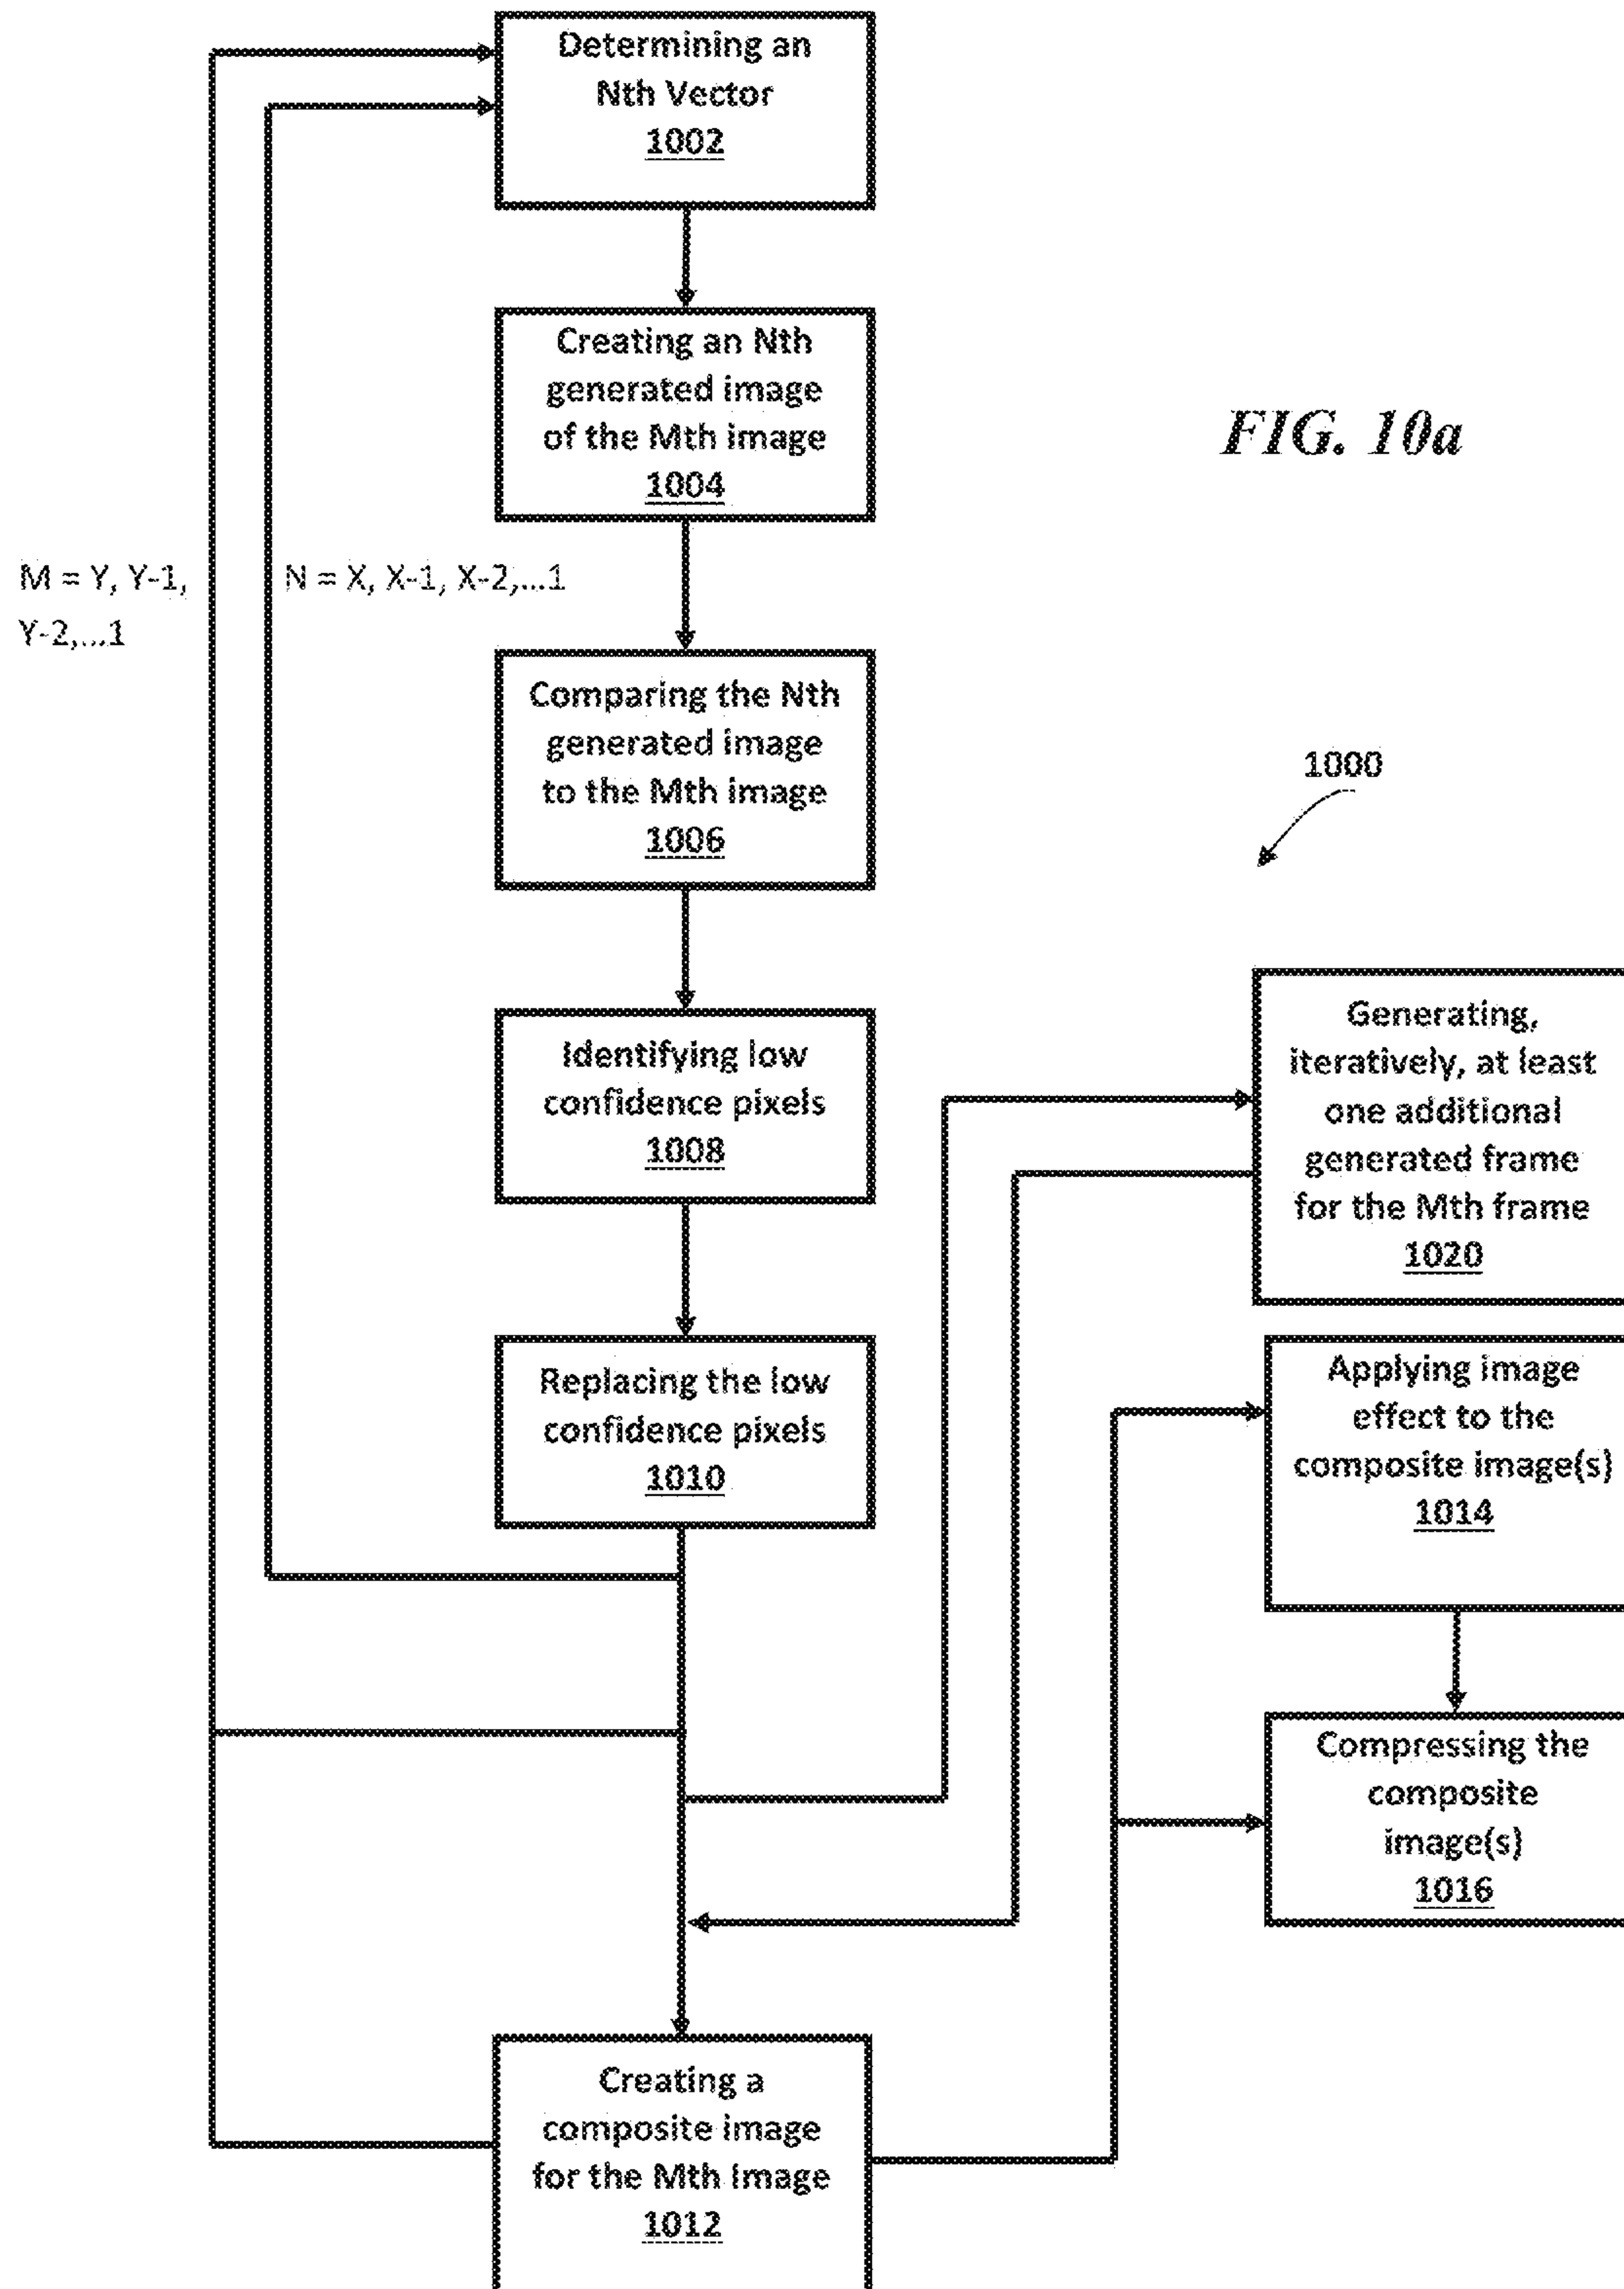 Determining an
Nth Vector
1002
Creating an Nth
generated image
of the Mth image
1004
FIG. 10a
M = Y, Y-1,
Y-2,...1
N = X, X-1, X-2,...1
Comparing the Nth
generated image
to the Mth image
1006
1000
Identifying low
confidence pixels
1008
Generating,
iteratively, at least
one additional
generated frame
for the Mth frame
1020
Replacing the low
confidence pixels
1010
Applying image
effect to the
composite image(s)
1014
Compressing the
composite
image(s)
1016
Creating a
composite image
for the Mth Image
1012